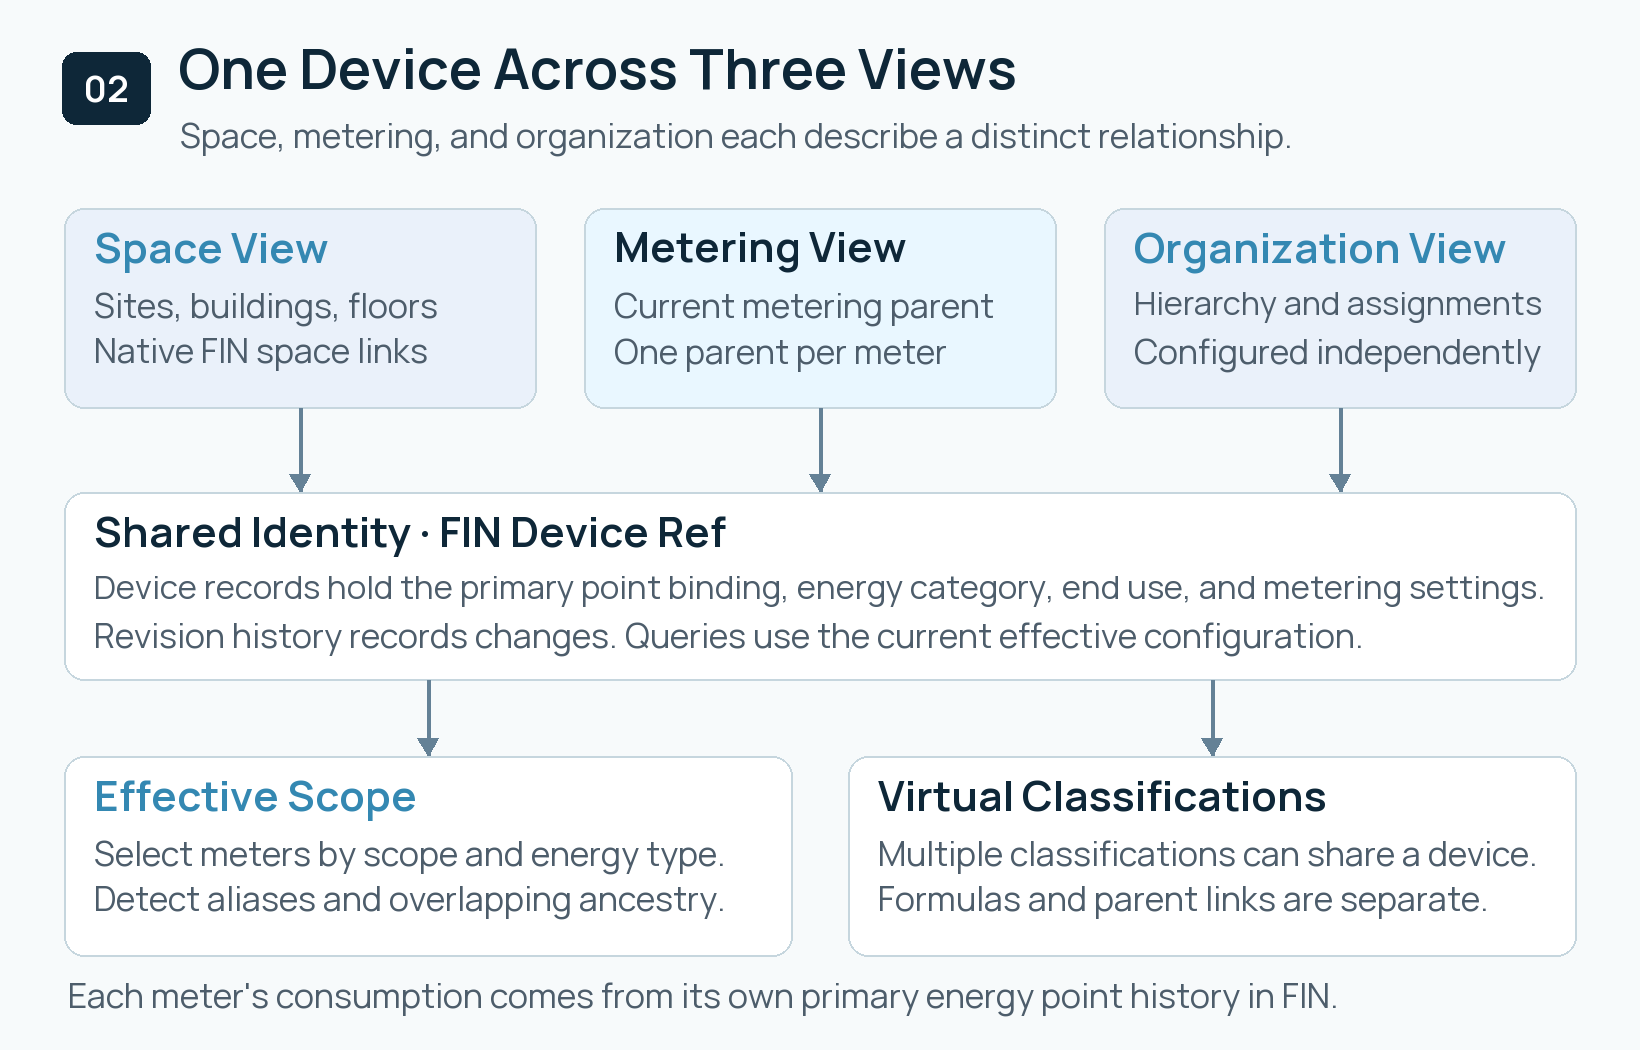 02
One Device Across Three Views
Space, metering, and organization each describe a distinct relationship.
Space View
Sites, buildings, floors
Native FIN space links
Metering View
Current metering parent
One parent per meter
Organization View
Hierarchy and assignments
Configured independently
Shared Identity · FIN Device Ref
Device records hold the primary point binding, energy category, end use, and metering settings.
Revision history records changes. Queries use the current effective configuration.
Effective Scope
Select meters by scope and energy type.
Detect aliases and overlapping ancestry.
Virtual Classifications
Multiple classifications can share a device.
Formulas and parent links are separate.
Each meter's consumption comes from its own primary energy point history in FIN.